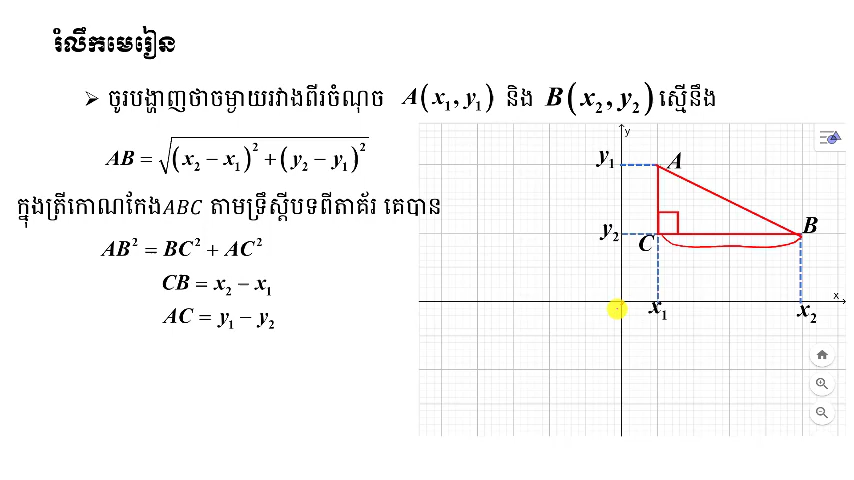 រំលឹកមេរៀន
➢ ចូរបង្ហាញថាចម្ងាយរវាងពីរចំណុច A(x₁, y₁) និង B(x₂, y₂) ស្មើនឹង
AB = √((x₂ − x₁)² + (y₂ − y₁)²)
ក្នុងត្រីកោណកែងABC តាមទ្រឹស្តីបទពីតាគ័រ គេបាន
AB² = BC² + AC²
CB = x₂ − x₁
AC = y₁ − y₂
y
y₁ A
y₂ C B
x
x₁ x₂